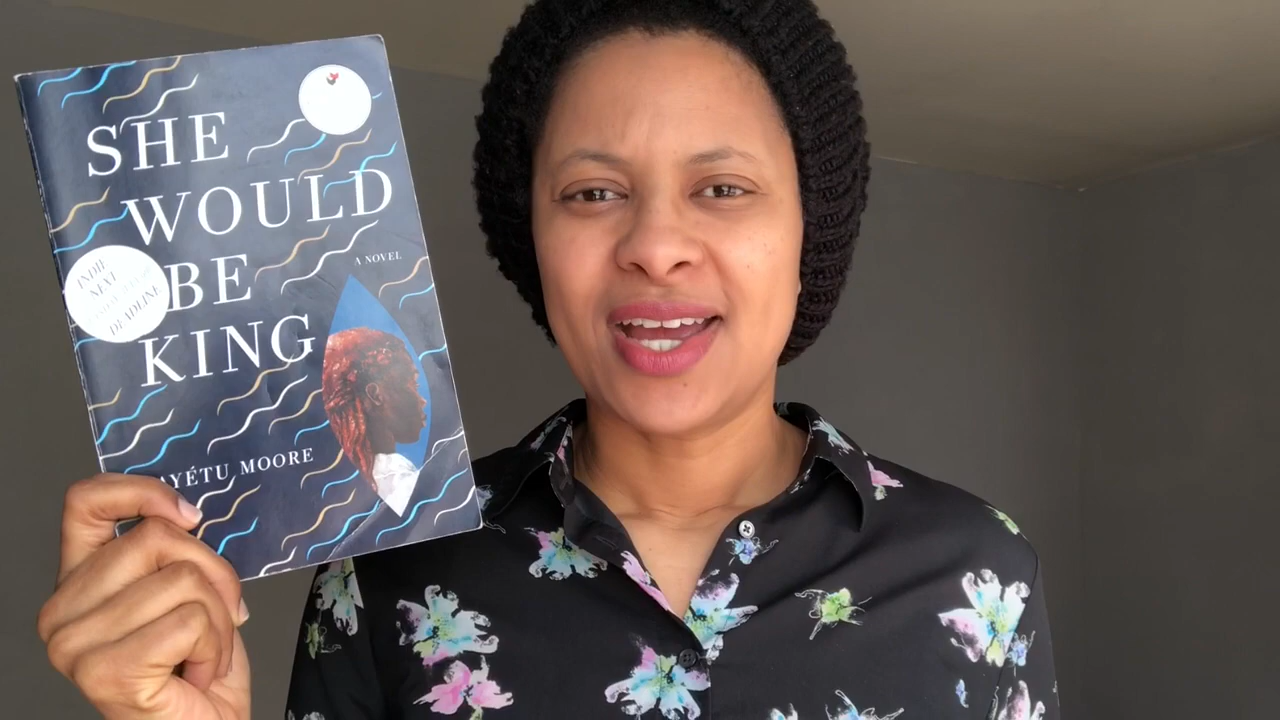 SHE
WOULD
BE
KING
A NOVEL
INDIE
NEXT
DEADLINE
AYÉTU MOORE